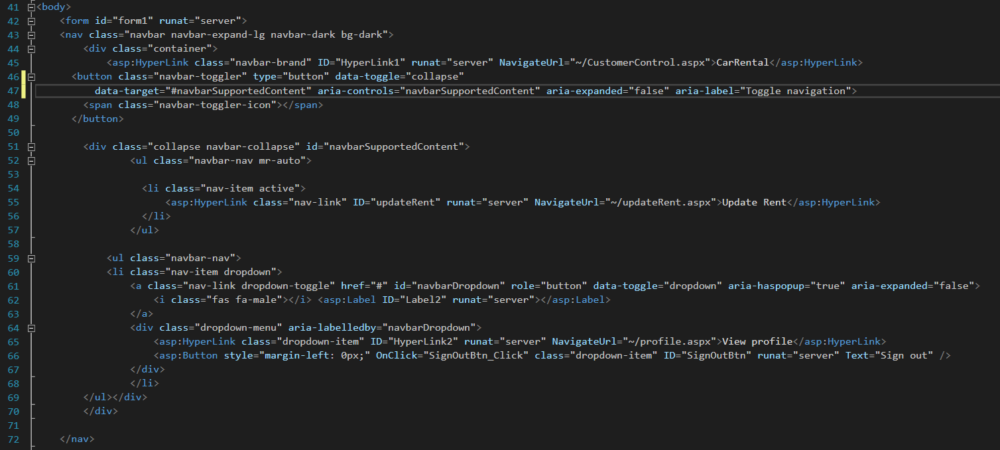 41 <body>
42 <form id="form1" runat="server">
43 <nav class="navbar navbar-expand-lg navbar-dark bg-dark">
44 <div class="container">
45 <asp:HyperLink class="navbar-brand" ID="HyperLink1" runat="server" NavigateUrl="~/CustomerControl.aspx">CarRental</asp:HyperLink>
46 <button class="navbar-toggler" type="button" data-toggle="collapse"
47 data-target="#navbarSupportedContent" aria-controls="navbarSupportedContent" aria-expanded="false" aria-label="Toggle navigation">
48 <span class="navbar-toggler-icon"></span>
49 </button>
50
51 <div class="collapse navbar-collapse" id="navbarSupportedContent">
52 <ul class="navbar-nav mr-auto">
53
54 <li class="nav-item active">
55 <asp:HyperLink class="nav-link" ID="updateRent" runat="server" NavigateUrl="~/updateRent.aspx">Update Rent</asp:HyperLink>
56 </li>
57 </ul>
58
59 <ul class="navbar-nav">
60 <li class="nav-item dropdown">
61 <a class="nav-link dropdown-toggle" href="#" id="navbarDropdown" role="button" data-toggle="dropdown" aria-haspopup="true" aria-expanded="false">
62 <i class="fas fa-male"></i> <asp:Label ID="Label2" runat="server"></asp:Label>
63 </a>
64 <div class="dropdown-menu" aria-labelledby="navbarDropdown">
65 <asp:HyperLink class="dropdown-item" ID="HyperLink2" runat="server" NavigateUrl="~/profile.aspx">View profile</asp:HyperLink>
66 <asp:Button style="margin-left: 0px;" OnClick="SignOutBtn_Click" class="dropdown-item" ID="SignOutBtn" runat="server" Text="Sign out" />
67 </div>
68 </li>
69 </ul></div>
70 </div>
71
72 </nav>